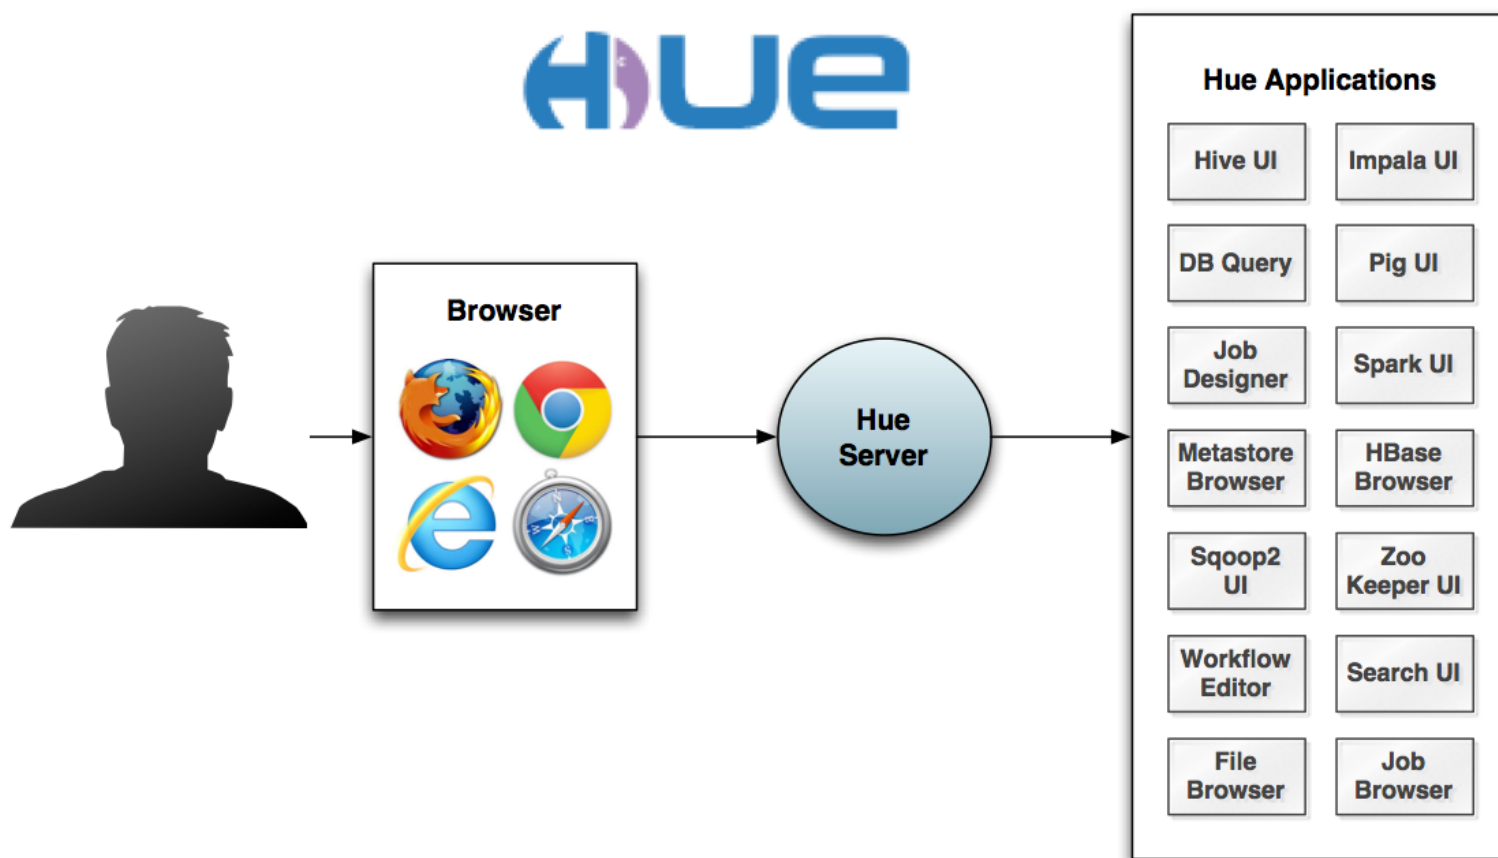 HUE
Hue Applications
Hive UI
Impala UI
DB Query
Pig UI
Job
Designer
Spark UI
Metastore
Browser
HBase
Browser
Sqoop2
UI
Zoo
Keeper UI
Workflow
Editor
Search UI
File
Browser
Job
Browser
Browser
N
E
S
W
Hue
Server